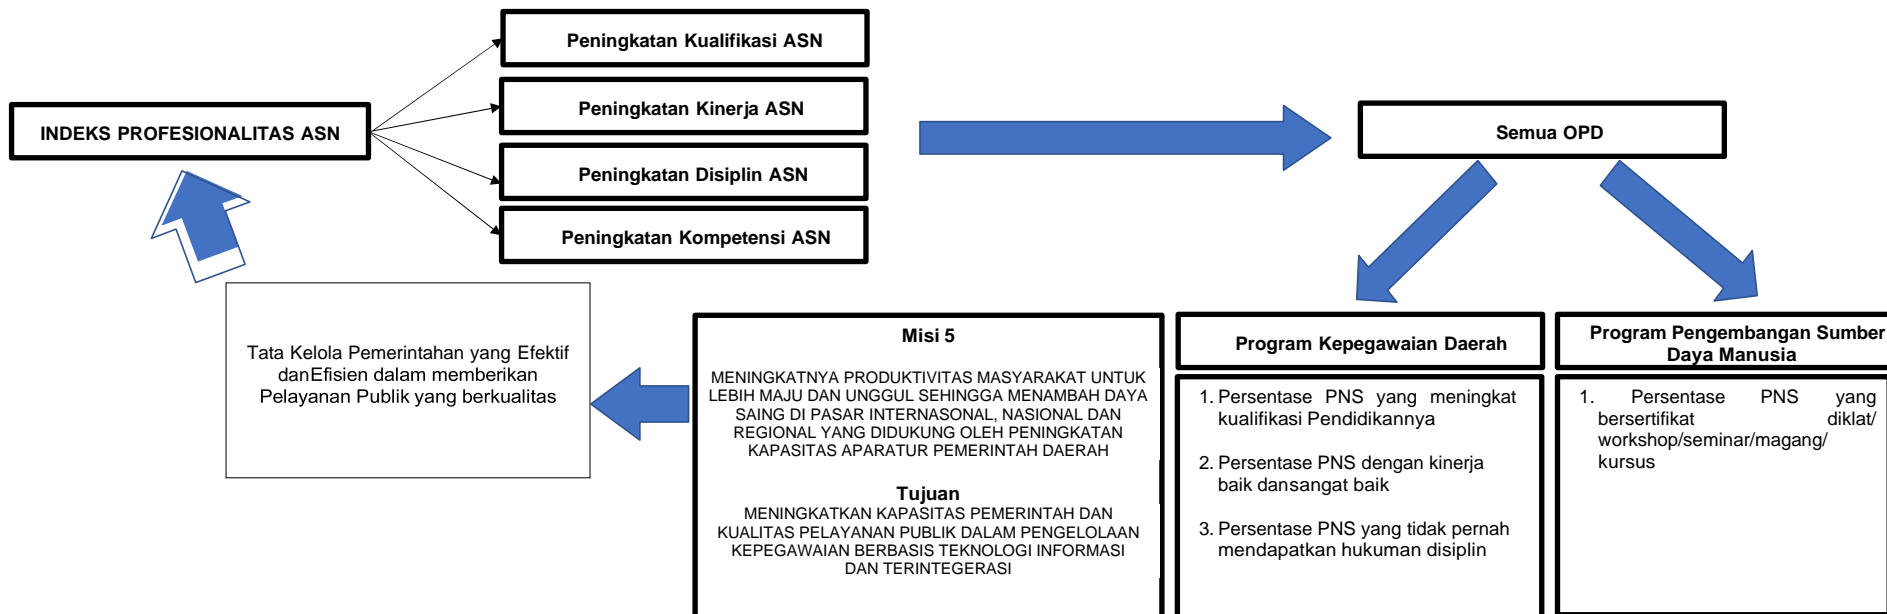 Peningkatan Kualifikasi ASN
INDEKS PROFESIONALITAS ASN
Peningkatan Kinerja ASN
Peningkatan Disiplin ASN
Peningkatan Kompetensi ASN
Semua OPD
Tata Kelola Pemerintahan yang Efektif
danEfisien dalam memberikan
Pelayanan Publik yang berkualitas
Misi 5
MENINGKATNYA PRODUKTIVITAS MASYARAKAT UNTUK
LEBIH MAJU DAN UNGGUL SEHINGGA MENAMBAH DAYA
SAING DI PASAR INTERNASONAL, NASIONAL DAN
REGIONAL YANG DIDUKUNG OLEH PENINGKATAN
KAPASITAS APARATUR PEMERINTAH DAERAH
Tujuan
MENINGKATKAN KAPASITAS PEMERINTAH DAN
KUALITAS PELAYANAN PUBLIK DALAM PENGELOLAAN
KEPEGAWAIAN BERBASIS TEKNOLOGI INFORMASI
DAN TERINTEGERASI
Program Kepegawaian Daerah
1. Persentase PNS yang meningkat
kualifikasi Pendidikannya
2. Persentase PNS dengan kinerja
baik dansangat baik
3. Persentase PNS yang tidak pernah
mendapatkan hukuman disiplin
Program Pengembangan Sumber
Daya Manusia
1. Persentase PNS yang
bersertifikat diklat/
workshop/seminar/magang/
kursus